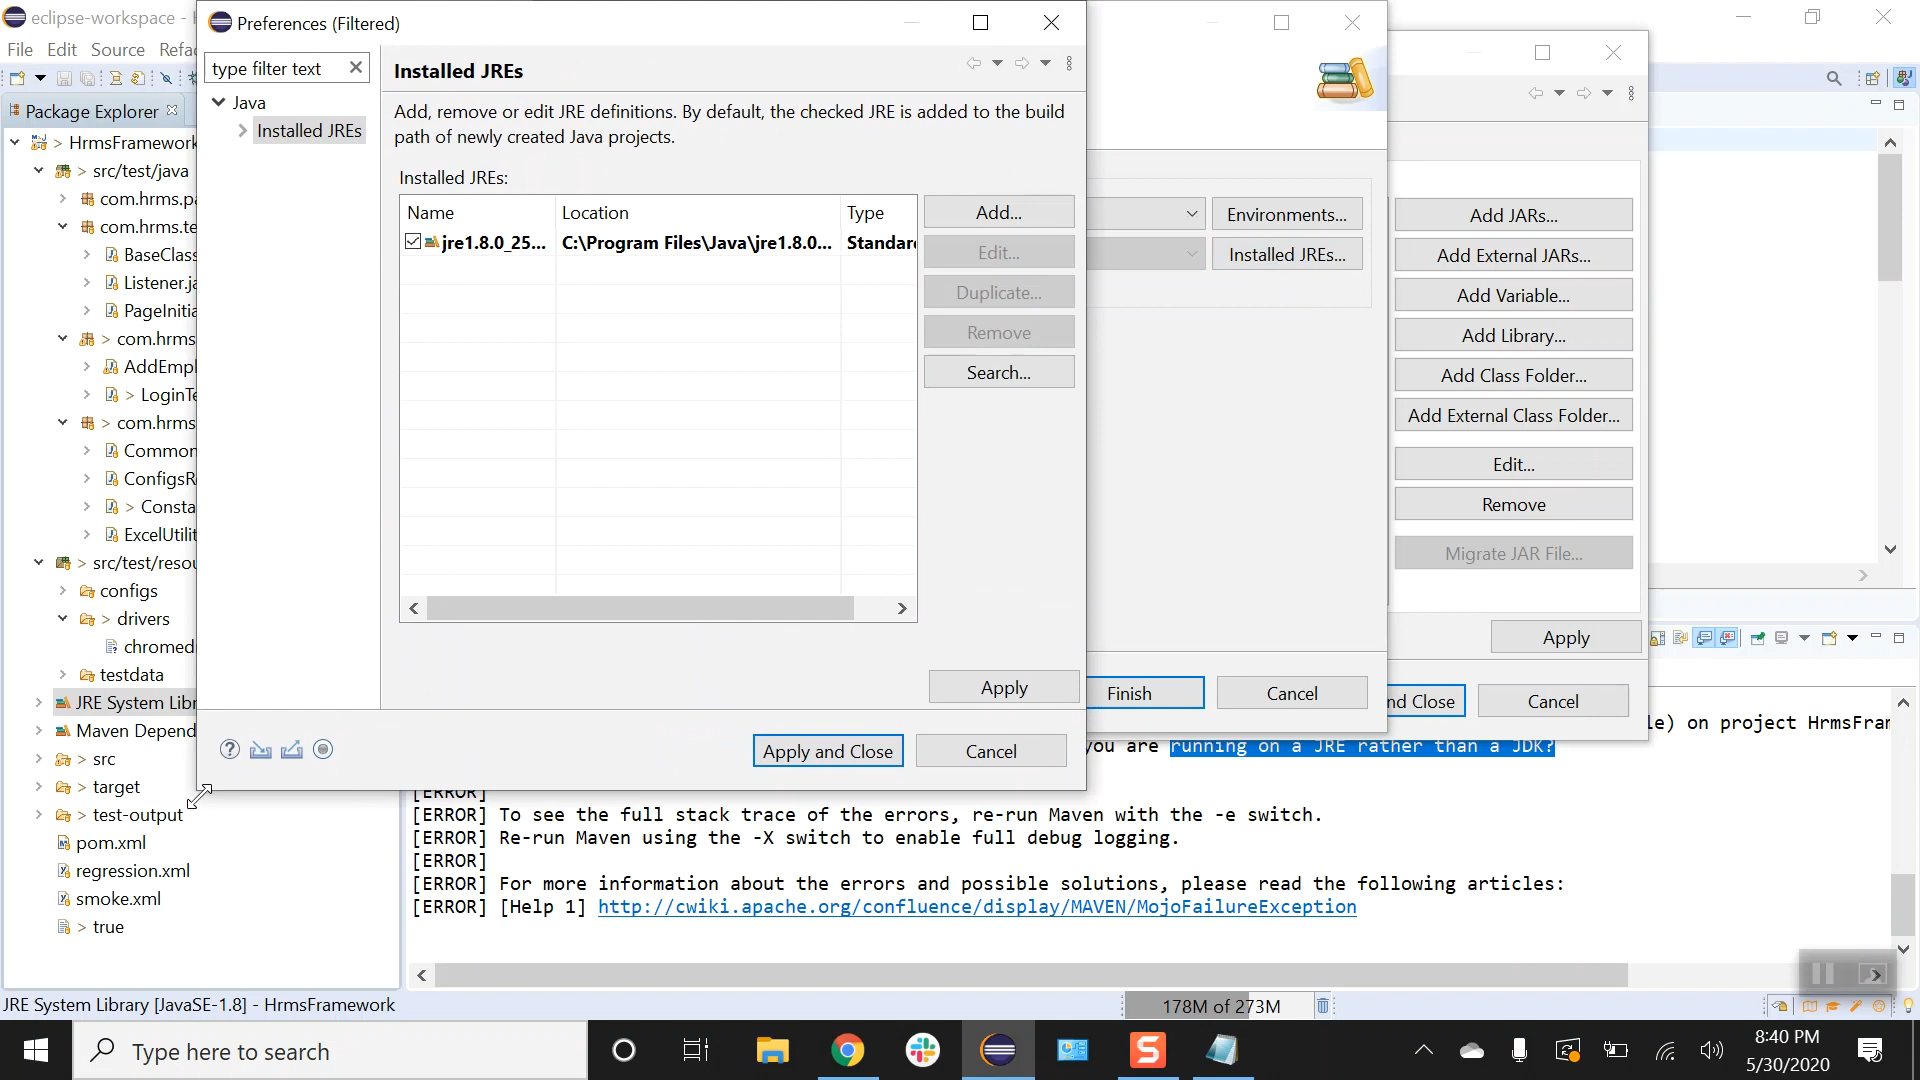 eclipse-workspace -
File Edit Source Refa
Package Explorer
> HrmsFramework
> src/test/java
com.hrms.pa
com.hrms.te
BaseClass
Listener.ja
PageInitia
> com.hrms
AddEmpl
> LoginTe
> com.hrms
Common
ConfigsR
> Consta
ExcelUtilit
> src/test/resou
configs
> drivers
chromed
testdata
JRE System Libr
Maven Depend
> src
> target
> test-output
pom.xml
regression.xml
smoke.xml
> true
Preferences (Filtered)
type filter text
Java
Installed JREs
Installed JREs
Add, remove or edit JRE definitions. By default, the checked JRE is added to the build
path of newly created Java projects.
Installed JREs:
Name Location Type
jre1.8.0_25... C:\Program Files\Java\jre1.8.0... Standard
Add...
Edit...
Duplicate...
Remove
Search...
Apply
Apply and Close
Cancel
Environments...
Installed JREs...
Finish
Cancel
Add JARs...
Add External JARs...
Add Variable...
Add Library...
Add Class Folder...
Add External Class Folder...
Edit...
Remove
Migrate JAR File...
Apply
nd Close
Cancel
le) on project HrmsFram
you are running on a JRE rather than a JDK?
[ERROR]
[ERROR] To see the full stack trace of the errors, re-run Maven with the -e switch.
[ERROR] Re-run Maven using the -X switch to enable full debug logging.
[ERROR]
[ERROR] For more information about the errors and possible solutions, please read the following articles:
[ERROR] [Help 1] http://cwiki.apache.org/confluence/display/MAVEN/MojoFailureException
JRE System Library [JavaSE-1.8] - HrmsFramework
178M of 273M
Type here to search
8:40 PM
5/30/2020